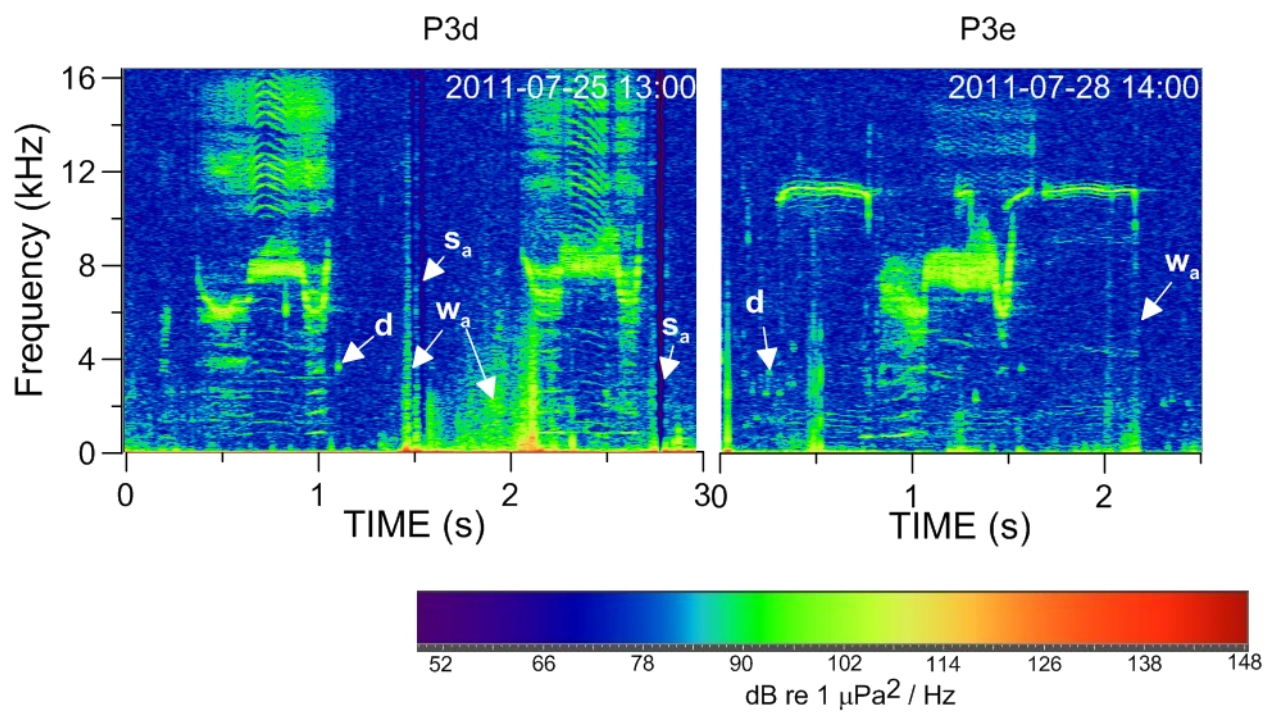 P3d P3e
16 2011-07-25 13:00 2011-07-28 14:00
12
8
4
0
Frequency (kHz)
sa
wa
d
sa
d
wa
0 1 2 30 1 2
TIME (s) TIME (s)
52 66 78 90 102 114 126 138 148
dB re 1 μPa2 / Hz